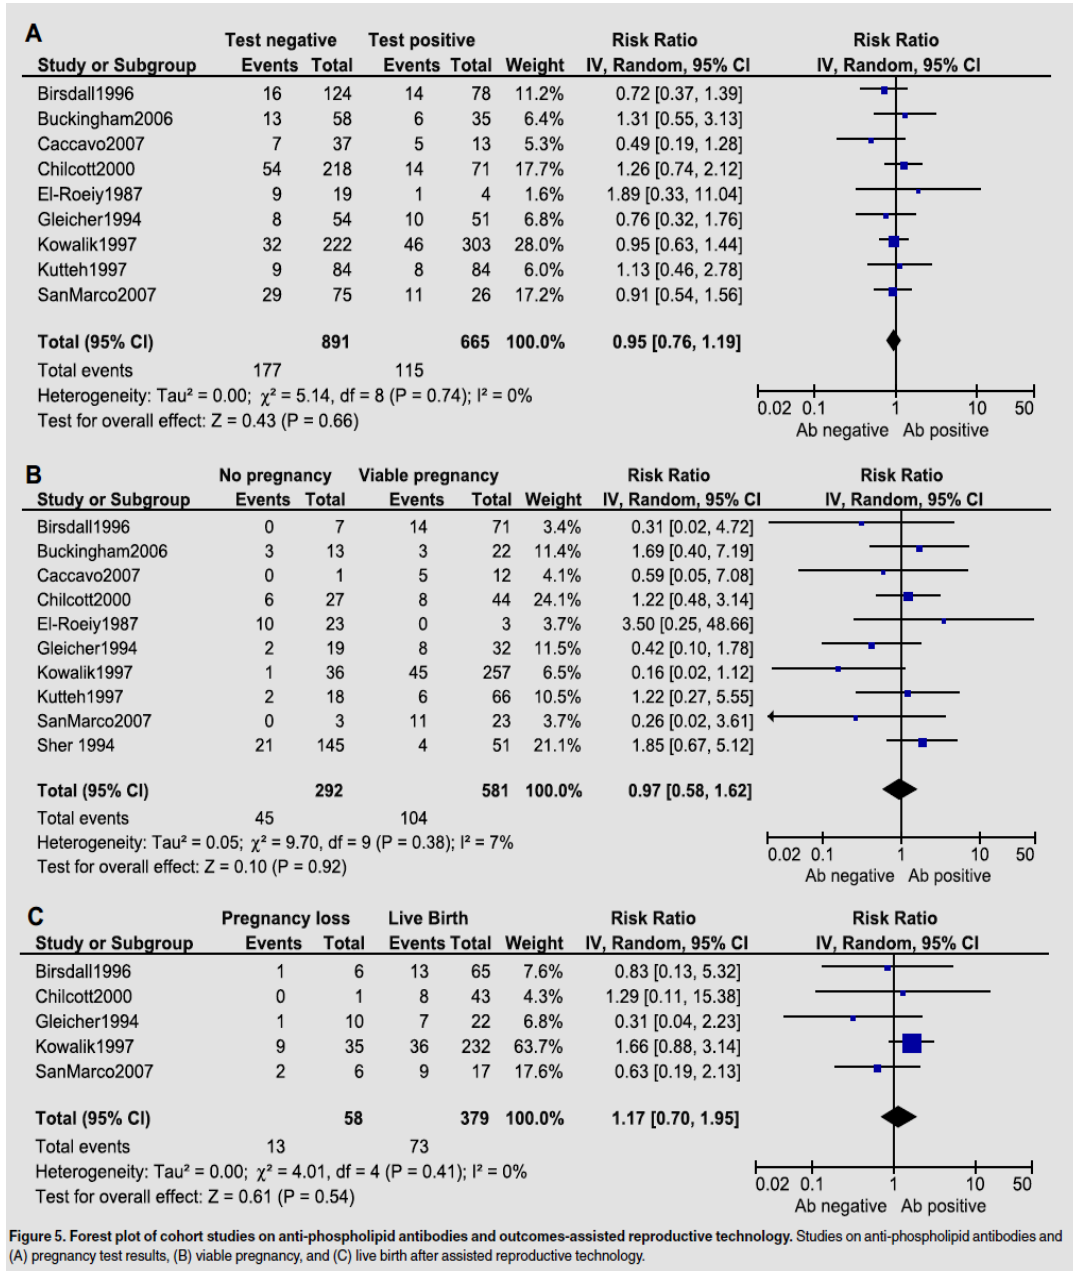 A
Test negative Test positive Risk Ratio Risk Ratio
Study or Subgroup Events Total Events Total Weight IV, Random, 95% CI IV, Random, 95% CI
Birsdall1996 16 124 14 78 11.2% 0.72 [0.37, 1.39]
Buckingham2006 13 58 6 35 6.4% 1.31 [0.55, 3.13]
Caccavo2007 7 37 5 13 5.3% 0.49 [0.19, 1.28]
Chilcott2000 54 218 14 71 17.7% 1.26 [0.74, 2.12]
El-Roeiy1987 9 19 1 4 1.6% 1.89 [0.33, 11.04]
Gleicher1994 8 54 10 51 6.8% 0.76 [0.32, 1.76]
Kowalik1997 32 222 46 303 28.0% 0.95 [0.63, 1.44]
Kutteh1997 9 84 8 84 6.0% 1.13 [0.46, 2.78]
SanMarco2007 29 75 11 26 17.2% 0.91 [0.54, 1.56]
Total (95% CI) 891 665 100.0% 0.95 [0.76, 1.19]
Total events 177 115
Heterogeneity: Tau² = 0.00; χ² = 5.14, df = 8 (P = 0.74); I² = 0%
Test for overall effect: Z = 0.43 (P = 0.66)
0.02 0.1 1 10 50
Ab negative Ab positive
B
No pregnancy Viable pregnancy Risk Ratio Risk Ratio
Study or Subgroup Events Total Events Total Weight IV, Random, 95% CI IV, Random, 95% CI
Birsdall1996 0 7 14 71 3.4% 0.31 [0.02, 4.72]
Buckingham2006 3 13 3 22 11.4% 1.69 [0.40, 7.19]
Caccavo2007 0 1 5 12 4.1% 0.59 [0.05, 7.08]
Chilcott2000 6 27 8 44 24.1% 1.22 [0.48, 3.14]
El-Roeiy1987 10 23 0 3 3.7% 3.50 [0.25, 48.66]
Gleicher1994 2 19 8 32 11.5% 0.42 [0.10, 1.78]
Kowalik1997 1 36 45 257 6.5% 0.16 [0.02, 1.12]
Kutteh1997 2 18 6 66 10.5% 1.22 [0.27, 5.55]
SanMarco2007 0 3 11 23 3.7% 0.26 [0.02, 3.61]
Sher 1994 21 145 4 51 21.1% 1.85 [0.67, 5.12]
Total (95% CI) 292 581 100.0% 0.97 [0.58, 1.62]
Total events 45 104
Heterogeneity: Tau² = 0.05; χ² = 9.70, df = 9 (P = 0.38); I² = 7%
Test for overall effect: Z = 0.10 (P = 0.92)
0.02 0.1 1 10 50
Ab negative Ab positive
C
Pregnancy loss Live Birth Risk Ratio Risk Ratio
Study or Subgroup Events Total Events Total Weight IV, Random, 95% CI IV, Random, 95% CI
Birsdall1996 1 6 13 65 7.6% 0.83 [0.13, 5.32]
Chilcott2000 0 1 8 43 4.3% 1.29 [0.11, 15.38]
Gleicher1994 1 10 7 22 6.8% 0.31 [0.04, 2.23]
Kowalik1997 9 35 36 232 63.7% 1.66 [0.88, 3.14]
SanMarco2007 2 6 9 17 17.6% 0.63 [0.19, 2.13]
Total (95% CI) 58 379 100.0% 1.17 [0.70, 1.95]
Total events 13 73
Heterogeneity: Tau² = 0.00; χ² = 4.01, df = 4 (P = 0.41); I² = 0%
Test for overall effect: Z = 0.61 (P = 0.54)
0.02 0.1 1 10 50
Ab negative Ab positive
Figure 5. Forest plot of cohort studies on anti-phospholipid antibodies and outcomes-assisted reproductive technology. Studies on anti-phospholipid antibodies and
(A) pregnancy test results, (B) viable pregnancy, and (C) live birth after assisted reproductive technology.